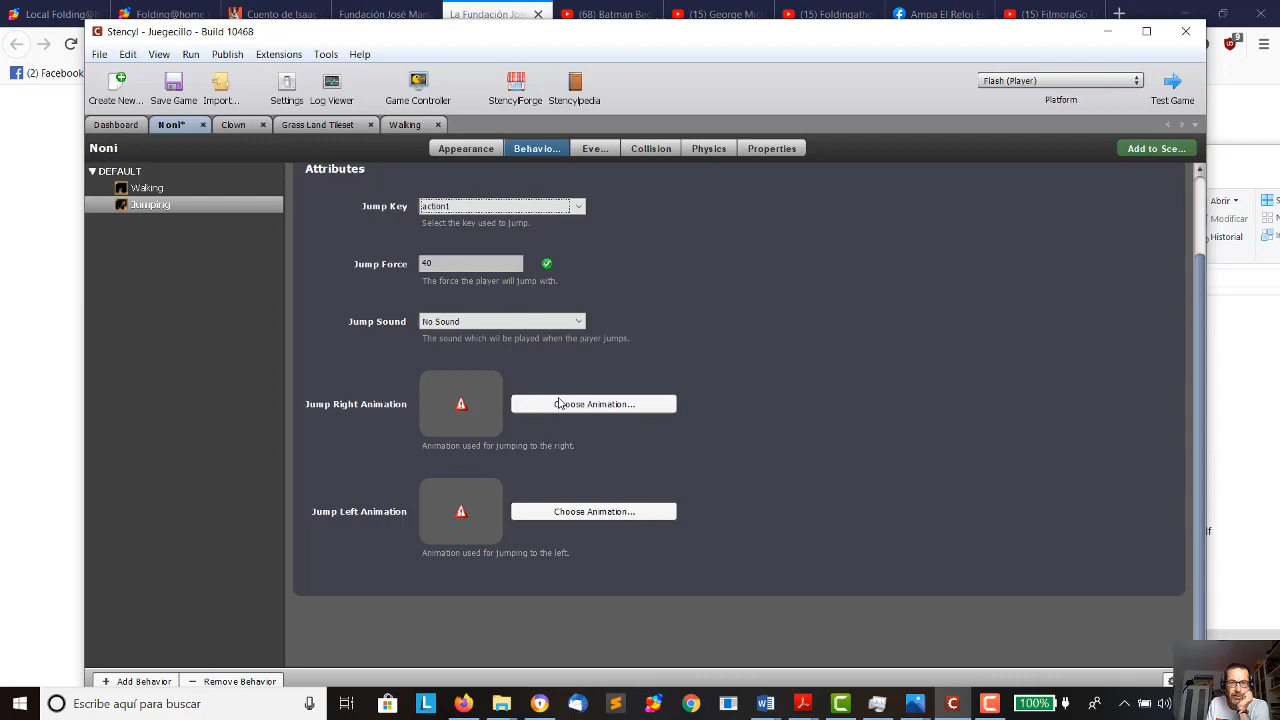 Local Folding@h
Folding@home
Cuento de Isaac
Fundación José Mar
La Fundación Jos
(68) Batman Be
(15) George Mi
(15) Foldingath
Ampa El Reloj Es
(15) FilmoraGo
Stencyl - Juegecillo - Build 10468
(2) Facebook
File Edit View Run Publish Extensions Tools Help
Create New... Save Game Import... Settings Log Viewer Game Controller StencylForge Stencylpedia
Flash (Player)
Platform
Test Game
Dashboard Noni* Clown Grass Land Tileset Walking
Noni
Appearance Behavio... Eve... Collision Physics Properties
Add to Sce...
DEFAULT
Walking
Jumping
Attributes
Jump Key action1
Select the key used to jump.
Jump Force 40
The force the player will jump with.
Jump Sound No Sound
The sound which wil be played when the payer jumps.
Jump Right Animation Choose Animation...
Animation used for jumping to the right.
Jump Left Animation Choose Animation...
Animation used for jumping to the left.
+ Add Behavior − Remove Behavior
Abrir
Modificar
Historial
Escribe aquí para buscar
100%